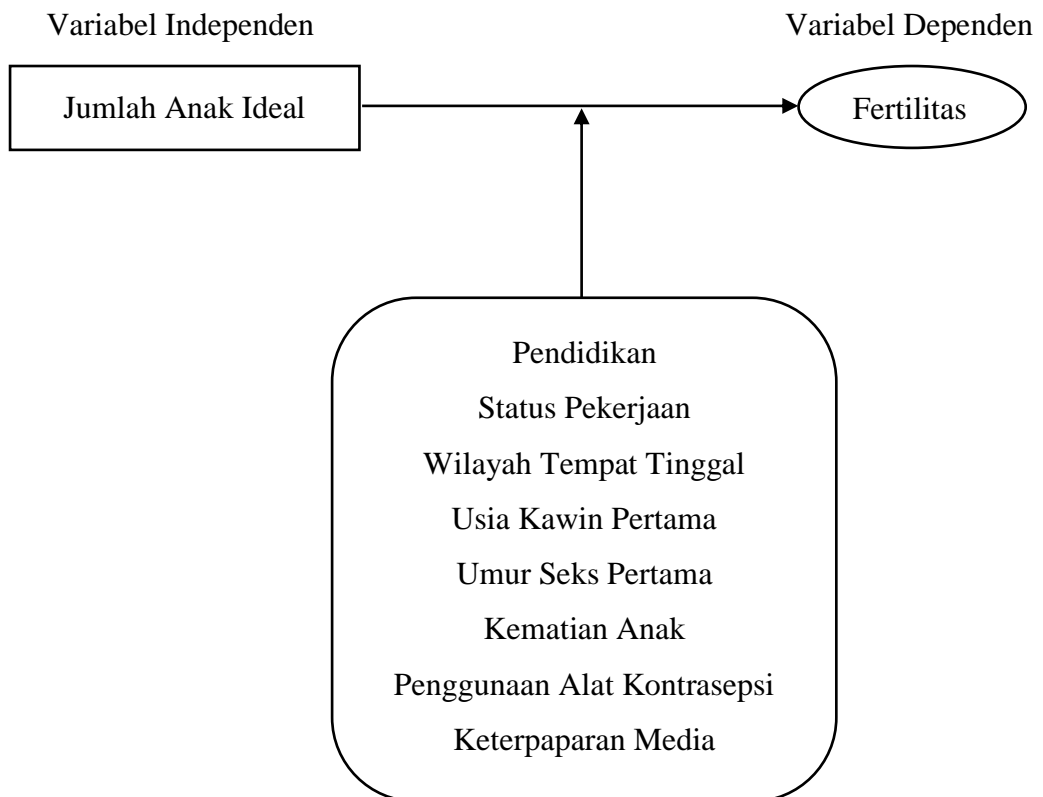 Variabel Independen
Variabel Dependen
Jumlah Anak Ideal
Fertilitas
Pendidikan
Status Pekerjaan
Wilayah Tempat Tinggal
Usia Kawin Pertama
Umur Seks Pertama
Kematian Anak
Penggunaan Alat Kontrasepsi
Keterpaparan Media